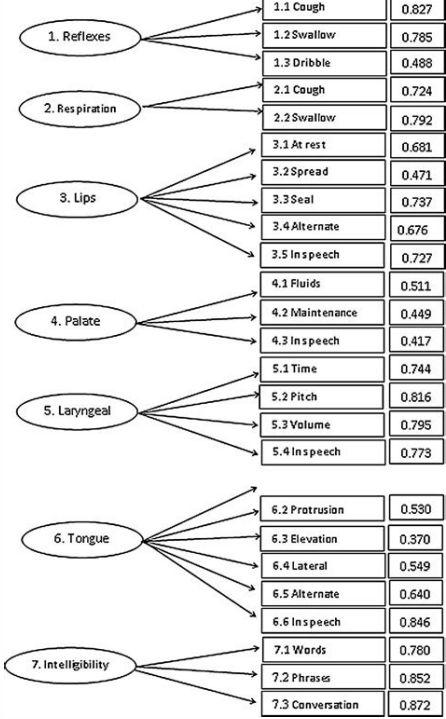 1. Reflexes
1.1 Cough 0.827
1.2 Swallow 0.785
1.3 Dribble 0.488
2. Respiration
2.1 Cough 0.724
2.2 Swallow 0.792
3. Lips
3.1 At rest 0.681
3.2 Spread 0.471
3.3 Seal 0.737
3.4 Alternate 0.676
3.5 In speech 0.727
4. Palate
4.1 Fluids 0.511
4.2 Maintenance 0.449
4.3 In speech 0.417
5. Laryngeal
5.1 Time 0.744
5.2 Pitch 0.816
5.3 Volume 0.795
5.4 In speech 0.773
6. Tongue
6.2 Protrusion 0.530
6.3 Elevation 0.370
6.4 Lateral 0.549
6.5 Alternate 0.640
6.6 In speech 0.846
7. Intelligibility
7.1 Words 0.780
7.2 Phrases 0.852
7.3 Conversation 0.872